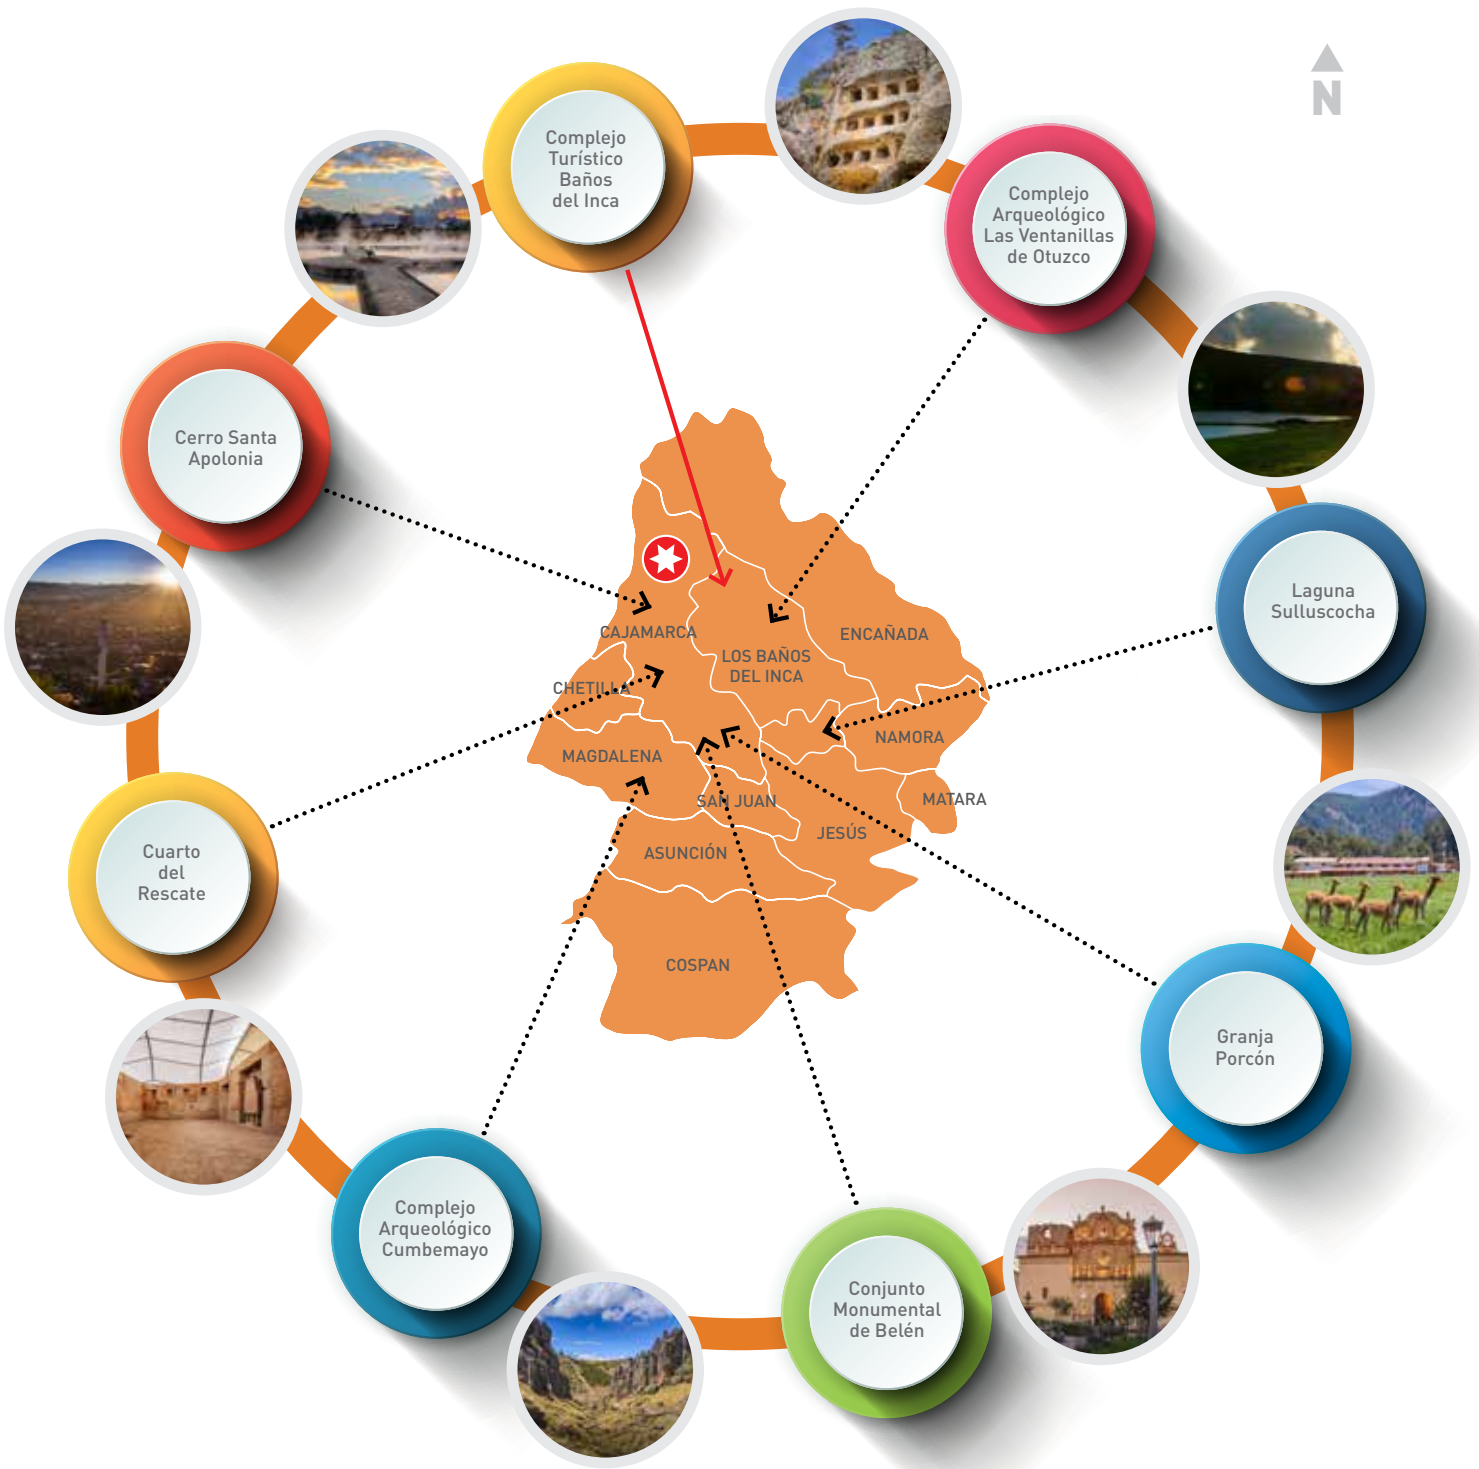 N
Complejo
Turístico
Baños
del Inca
Complejo
Arqueológico
Las Ventanillas
de Otuzco
Cerro Santa
Apolonia
Laguna
Sulluscocha
CAJAMARCA
ENCAÑADA
LOS BAÑOS
DEL INCA
CHETILLA
NAMORA
MAGDALENA
SAN JUAN
MATARA
JESÚS
ASUNCIÓN
COSPAN
Cuarto
del
Rescate
Granja
Porcón
Complejo
Arqueológico
Cumbemayo
Conjunto
Monumental
de Belén